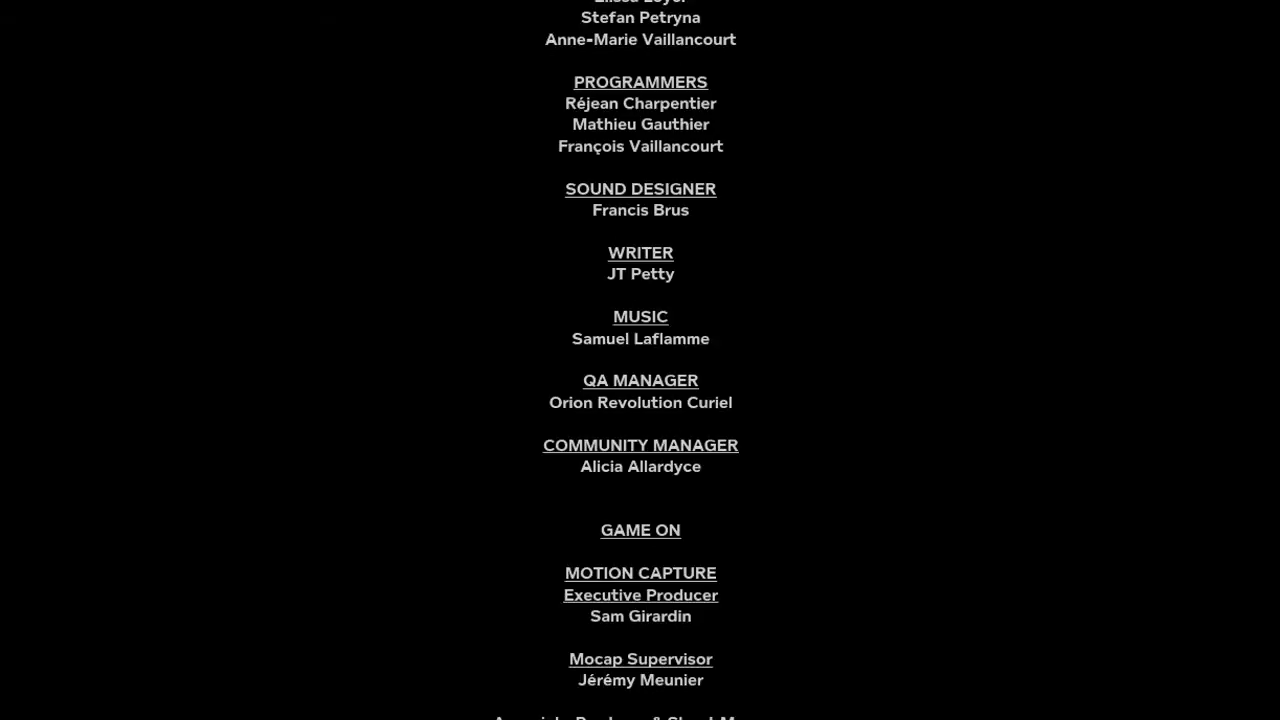 Stefan Petryna
Anne-Marie Vaillancourt
PROGRAMMERS
Réjean Charpentier
Mathieu Gauthier
François Vaillancourt
SOUND DESIGNER
Francis Brus
WRITER
JT Petty
MUSIC
Samuel Laflamme
QA MANAGER
Orion Revolution Curiel
COMMUNITY MANAGER
Alicia Allardyce
GAME ON
MOTION CAPTURE
Executive Producer
Sam Girardin
Mocap Supervisor
Jérémy Meunier